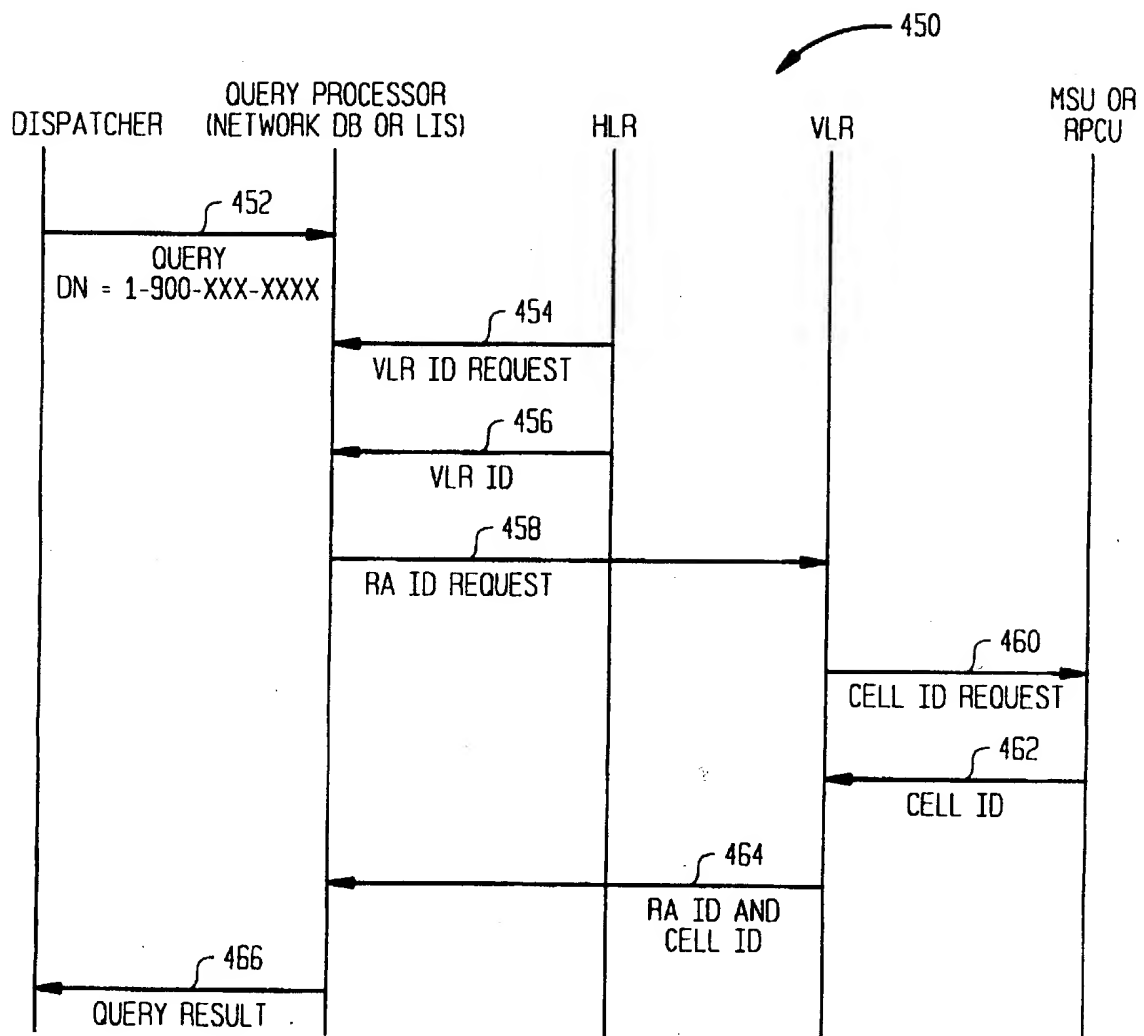 450
DISPATCHER
QUERY PROCESSOR
(NETWORK DB OR LIS)
HLR
VLR
MSU OR
RPCU
452
QUERY
DN = 1-900-XXX-XXXX
454
VLR ID REQUEST
456
VLR ID
458
RA ID REQUEST
460
CELL ID REQUEST
462
CELL ID
464
RA ID AND
CELL ID
466
QUERY RESULT